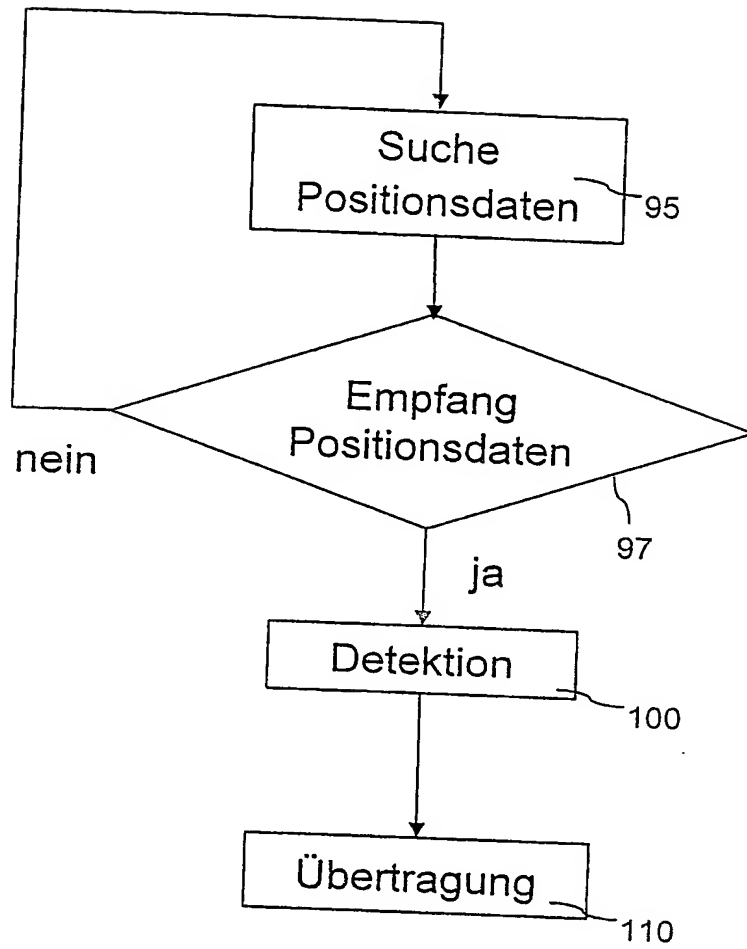 Suche
Positionsdaten
95
Empfang
Positionsdaten
nein
97
ja
Detektion
100
Übertragung
110